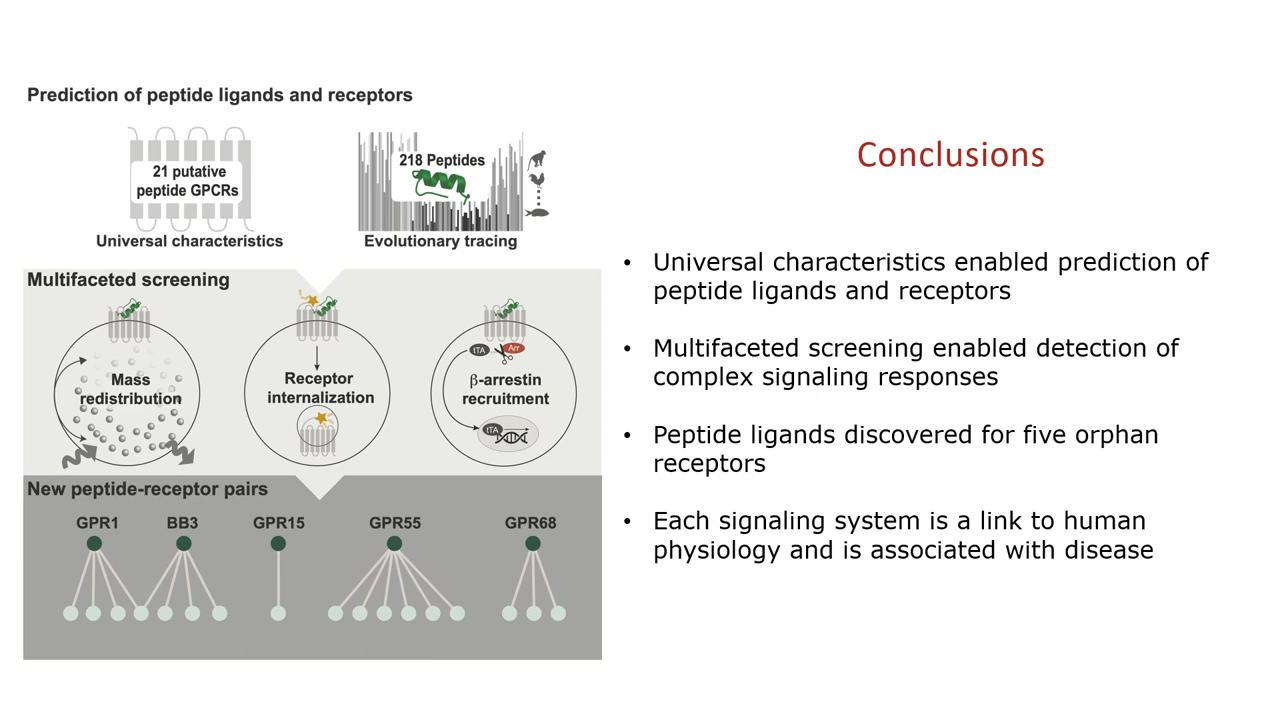 Prediction of peptide ligands and receptors
21 putative
peptide GPCRs
218 Peptides
Universal characteristics
Evolutionary tracing
Multifaceted screening
Mass
redistribution
Receptor
internalization
tTA
Arr
β-arrestin
recruitment
tTA
New peptide-receptor pairs
GPR1
BB3
GPR15
GPR55
GPR68
Conclusions
• Universal characteristics enabled prediction of
peptide ligands and receptors
• Multifaceted screening enabled detection of
complex signaling responses
• Peptide ligands discovered for five orphan
receptors
• Each signaling system is a link to human
physiology and is associated with disease